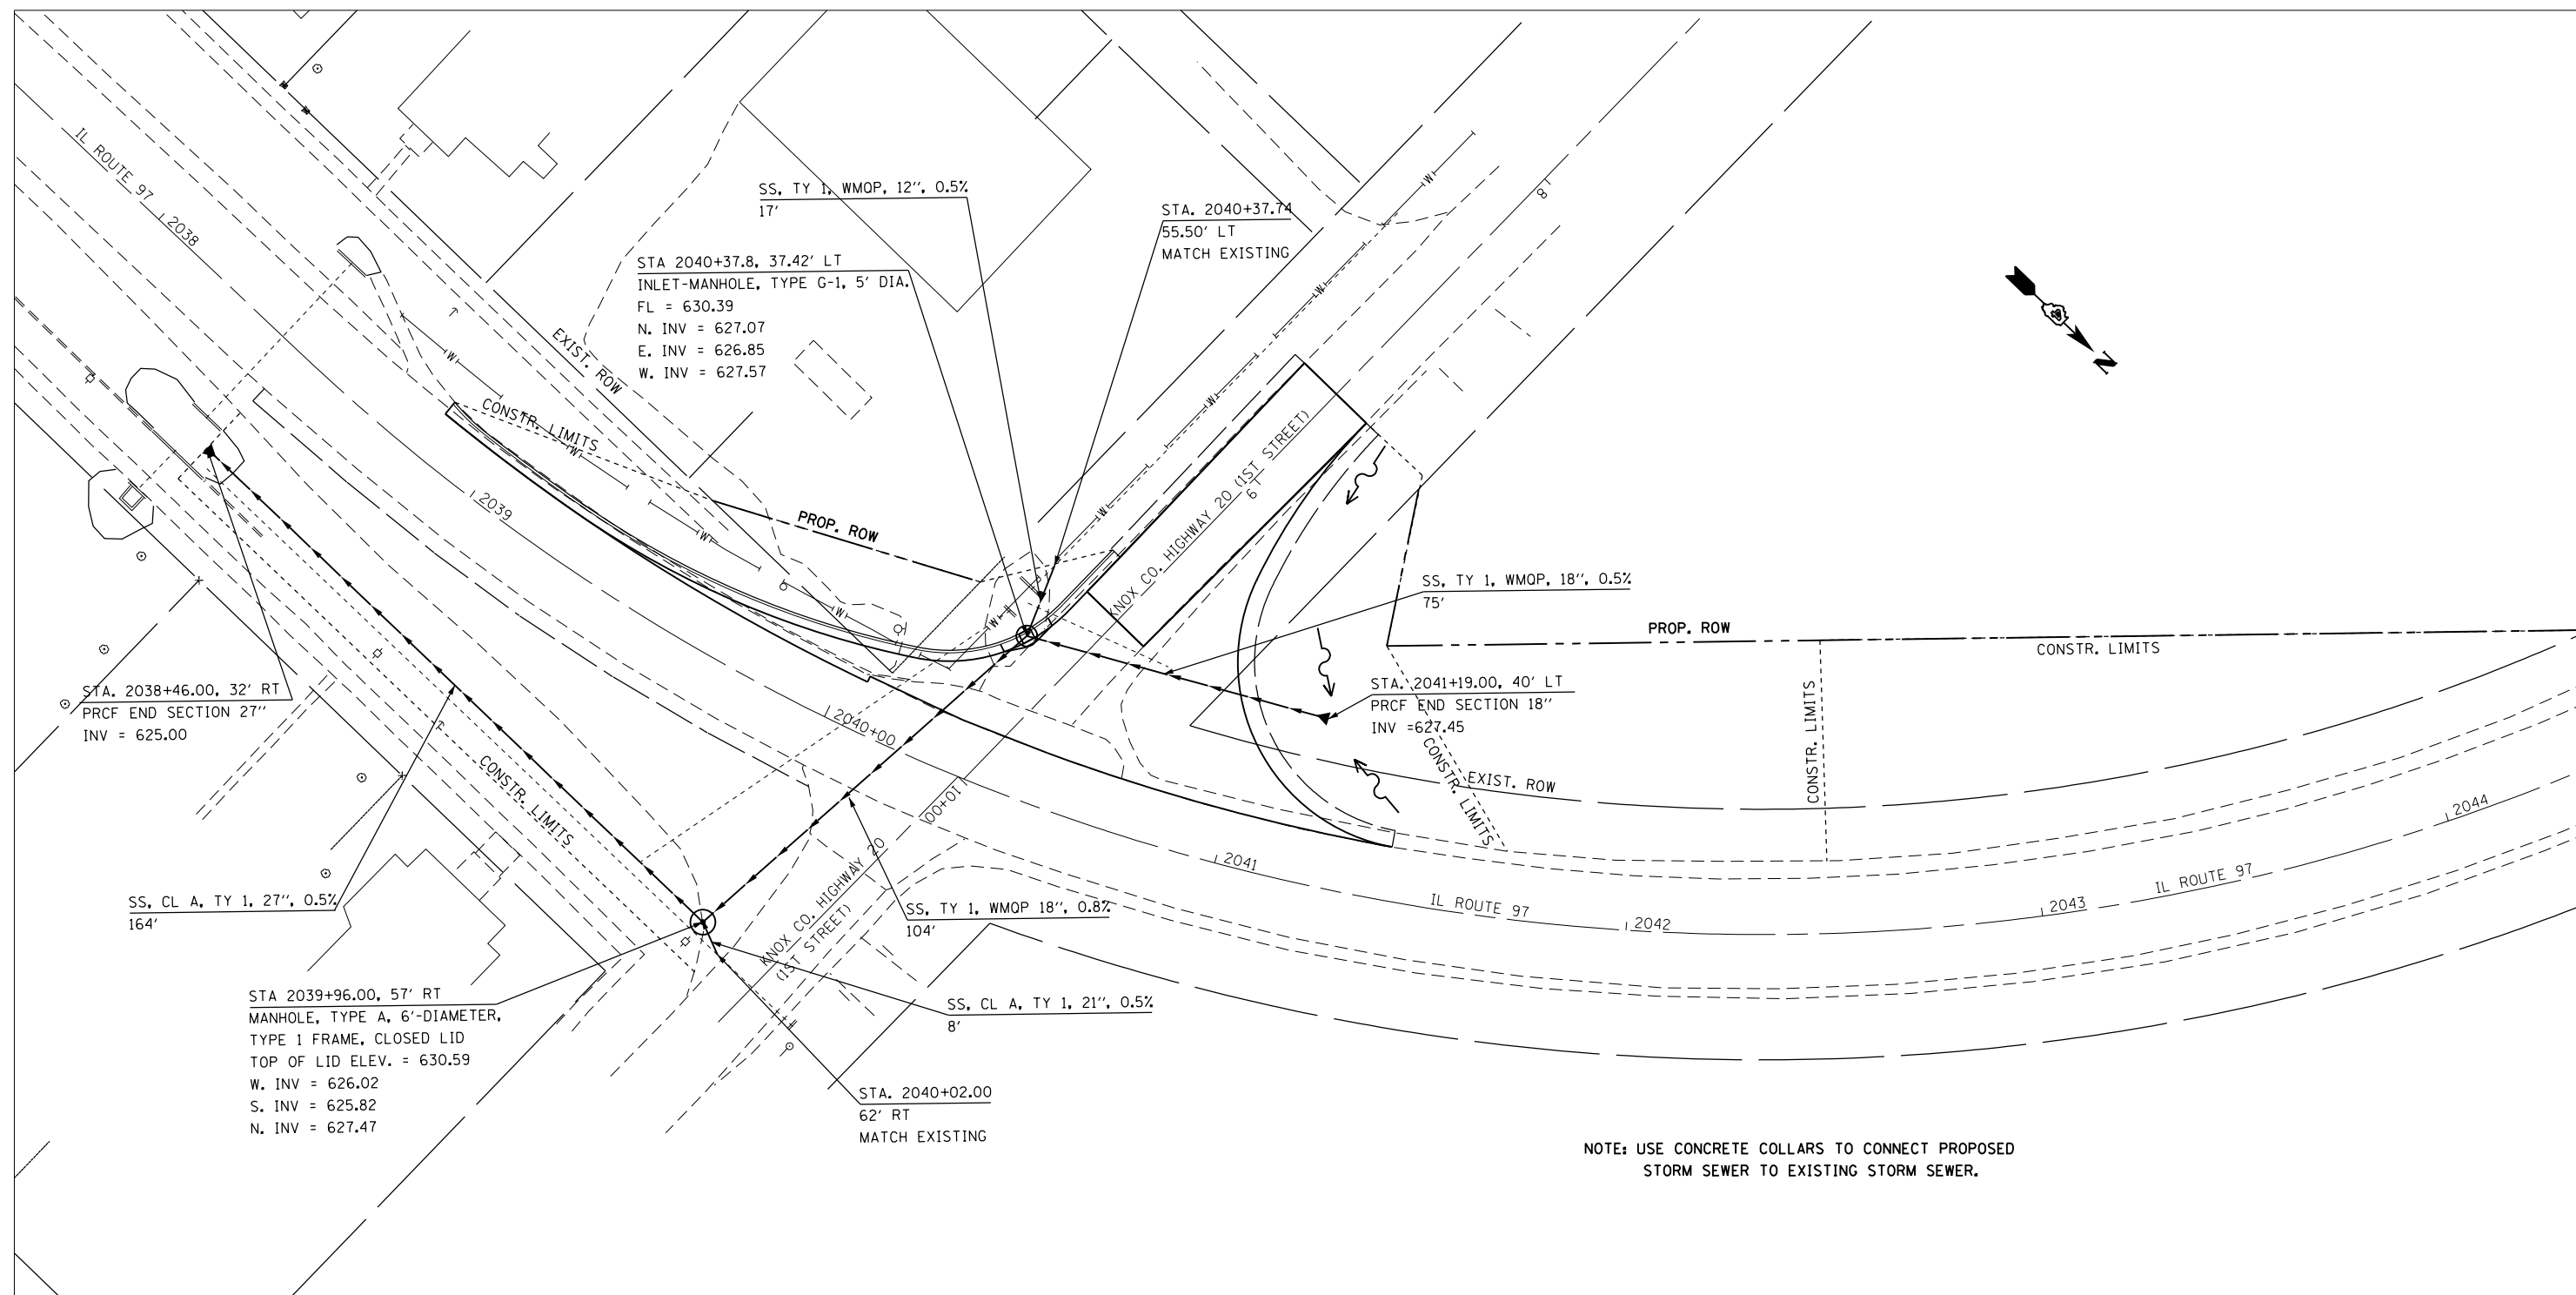 IL ROUTE 97
2038
SS, TY 1, WMQP, 12", 0.5%
17'
STA. 2040+37.74
55.50' LT
MATCH EXISTING
STA 2040+37.8, 37.42' LT
INLET-MANHOLE, TYPE G-1, 5' DIA.
FL = 630.39
N. INV = 627.07
E. INV = 626.85
W. INV = 627.57
8
W
W
W
W
W
W
W
W
W
N
EXIST. ROW
CONSTR. LIMITS
2039
PROP. ROW
KNOX CO. HIGHWAY 20 (1ST STREET)
9
SS, TY 1, WMQP, 18", 0.5%
75'
PROP. ROW
CONSTR. LIMITS
STA. 2038+46.00, 32' RT
PRCF END SECTION 27"
INV = 625.00
STA. 2041+19.00, 40' LT
PRCF END SECTION 18"
INV =627.45
2040+00
CONSTR. LIMITS
CONSTR. LIMITS
CONSTR. LIMITS
EXIST. ROW
10+00
2044
2041
IL ROUTE 97
2042
2043
IL ROUTE 97
SS, CL A, TY 1, 27", 0.5%
164'
KNOX CO. HIGHWAY 20
(1ST STREET)
SS, TY 1, WMQP 18", 0.8%
104'
STA 2039+96.00, 57' RT
MANHOLE, TYPE A, 6'-DIAMETER,
TYPE 1 FRAME, CLOSED LID
TOP OF LID ELEV. = 630.59
W. INV = 626.02
S. INV = 625.82
N. INV = 627.47
SS, CL A, TY 1, 21", 0.5%
8'
STA. 2040+02.00
62' RT
MATCH EXISTING
NOTE: USE CONCRETE COLLARS TO CONNECT PROPOSED
STORM SEWER TO EXISTING STORM SEWER.